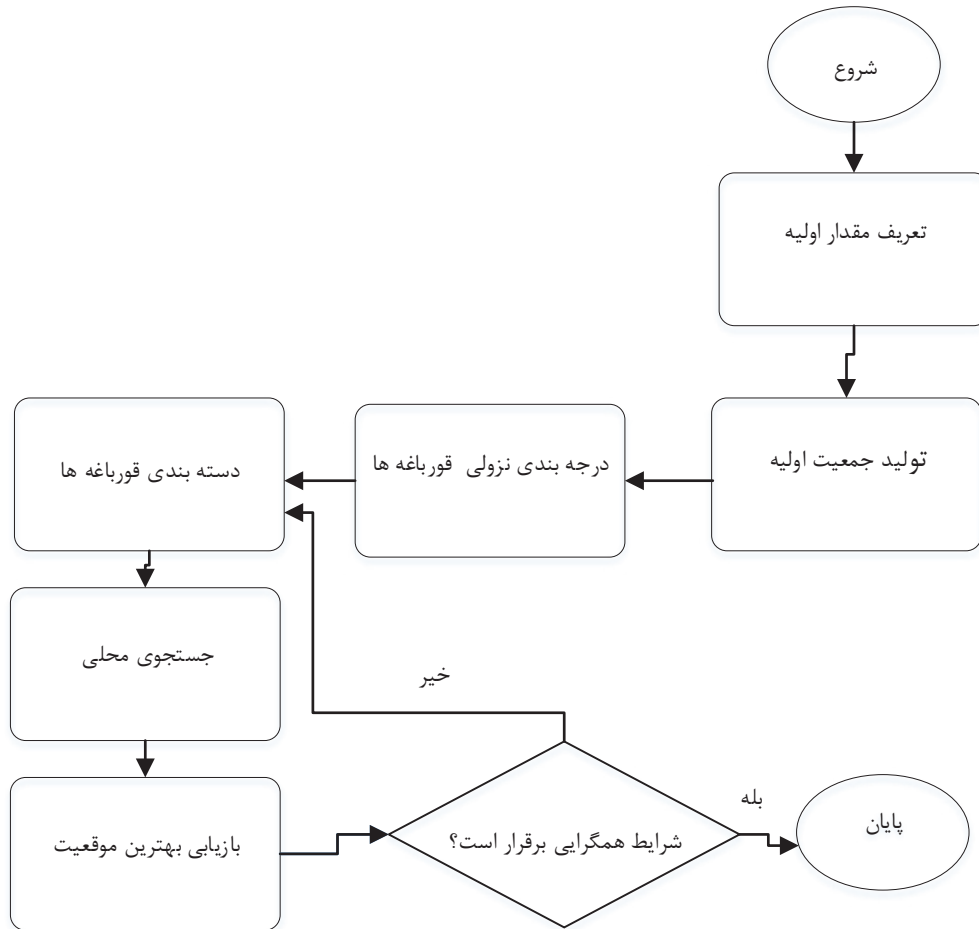 شروع
تعریف مقدار اولیه
تولید جمعیت اولیه
درجه بندی نزولی قورباغه ها
دسته بندی قورباغه ها
جستجوی محلی
بازیابی بهترین موقعیت
شرایط همگرایی برقرار است؟
خیر
بله
پایان